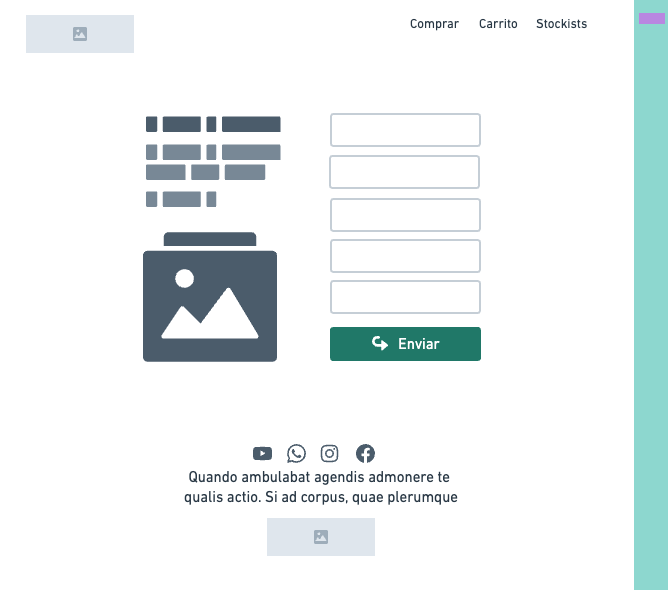 Comprar Carrito Stockists
Enviar
Quando ambulabat agendis admonere te
qualis actio. Si ad corpus, quae plerumque